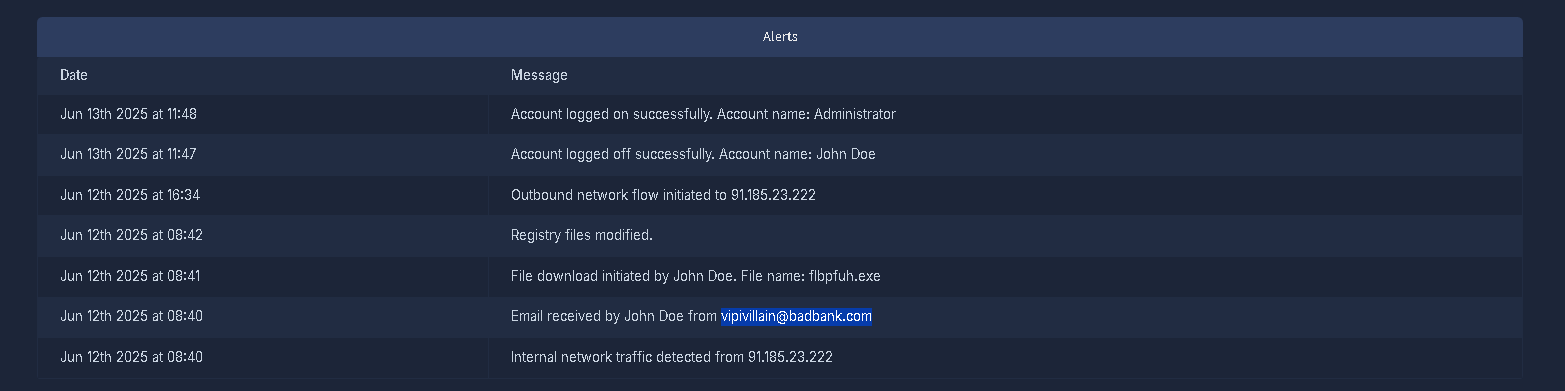 Alerts
Date Message
Jun 13th 2025 at 11:48 Account logged on successfully. Account name: Administrator
Jun 13th 2025 at 11:47 Account logged off successfully. Account name: John Doe
Jun 12th 2025 at 16:34 Outbound network flow initiated to 91.185.23.222
Jun 12th 2025 at 08:42 Registry files modified.
Jun 12th 2025 at 08:41 File download initiated by John Doe. File name: flbpfuh.exe
Jun 12th 2025 at 08:40 Email received by John Doe from vipivillain@badbank.com
Jun 12th 2025 at 08:40 Internal network traffic detected from 91.185.23.222